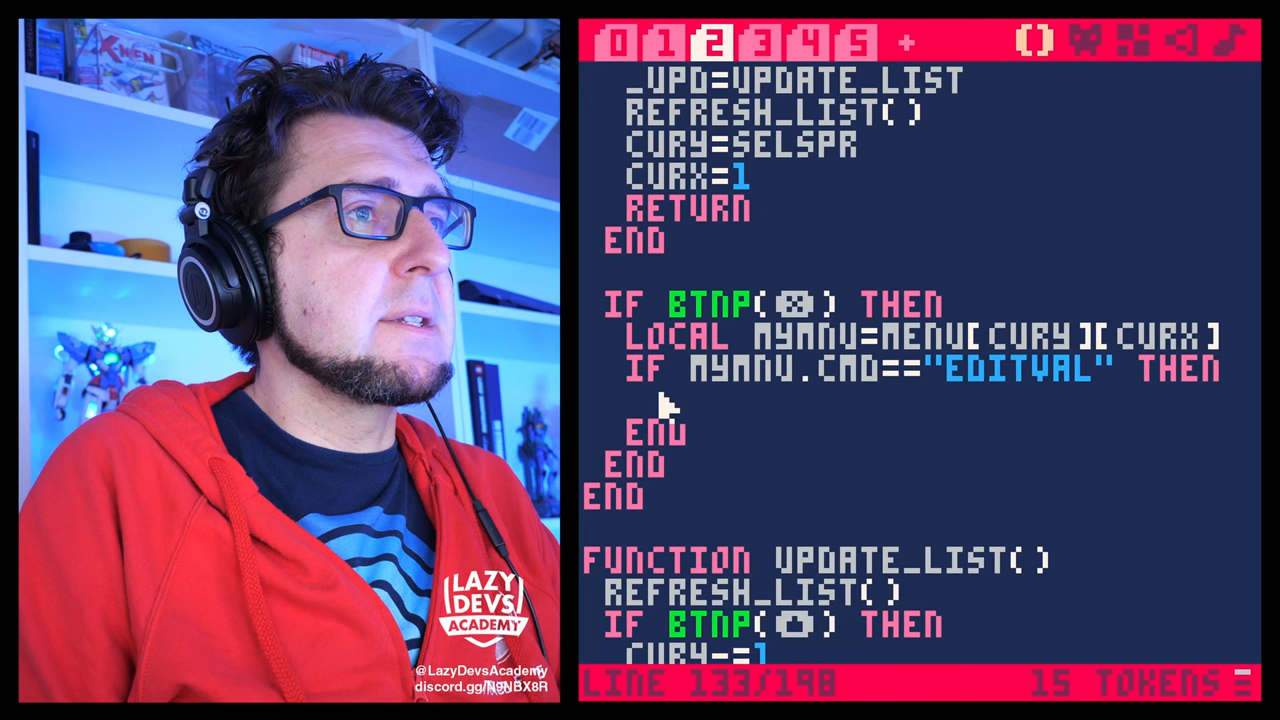 X-MEN
LAZY
DEVS
ACADEMY
@LazyDevsAcademy
0 1 2 3 4 5 + ()
_UPD=UPDATE_LIST
REFRESH_LIST()
CURY=SELSPR
CURX=1
RETURN
END
IF BTNP(❎) THEN
LOCAL MYMNU=MENU[CURY][CURX]
IF MYMNU.CMD=="EDITVAL" THEN
END
END
END
FUNCTION UPDATE_LIST()
REFRESH_LIST()
IF BTNP(⬆️) THEN
CURY-=1
LINE 133/198 15 TOKENS